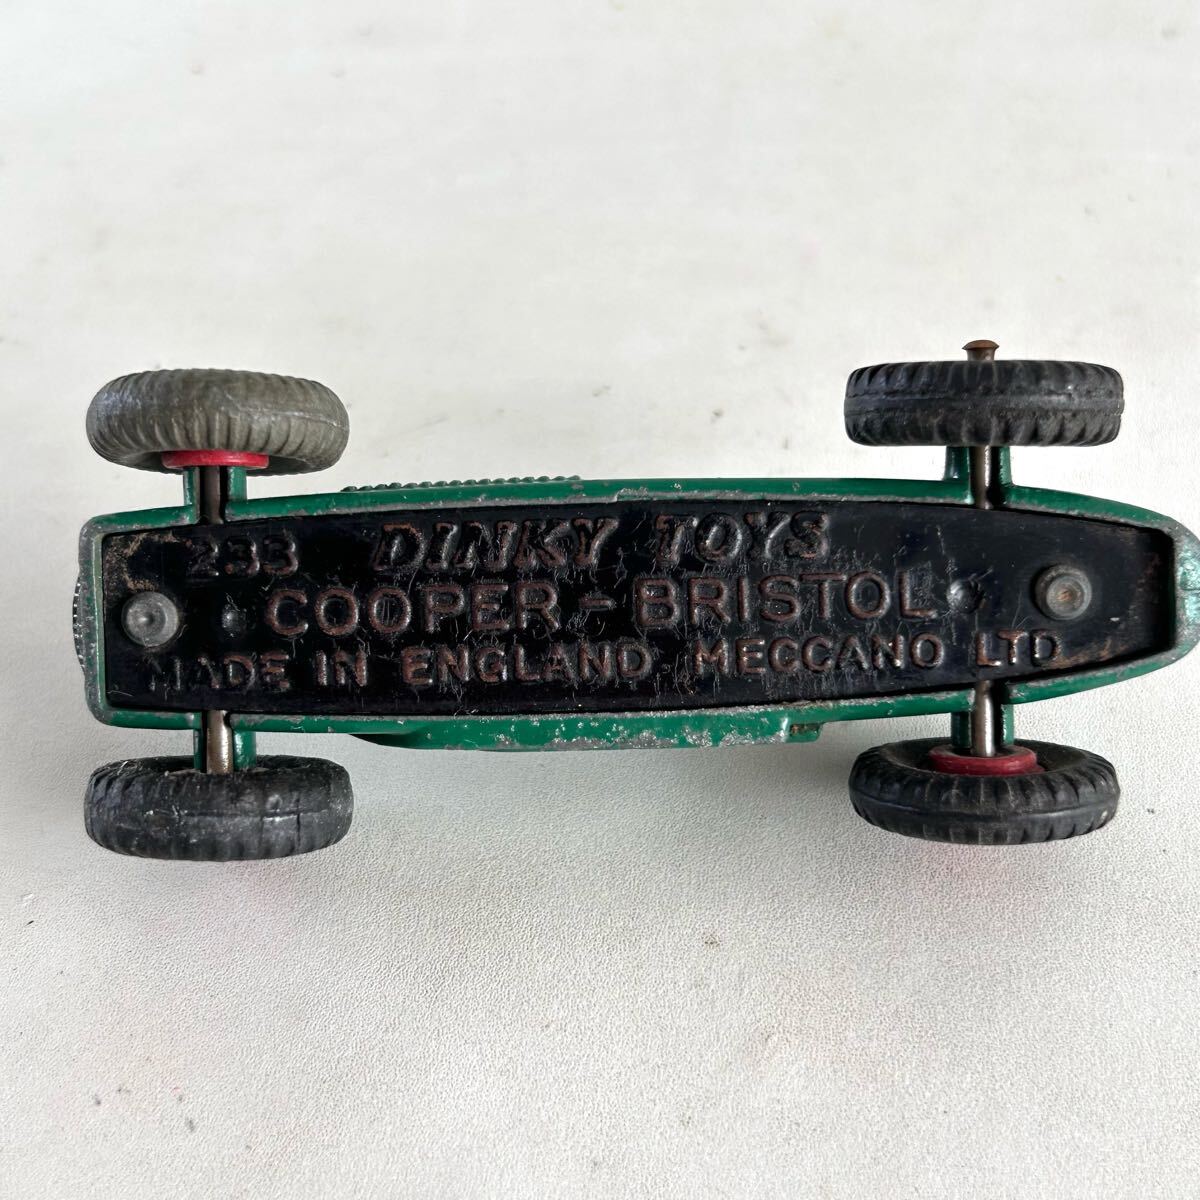 233 DINKY TOYS
COOPER-BRISTOL
MADE IN ENGLAND MECCANO LTD